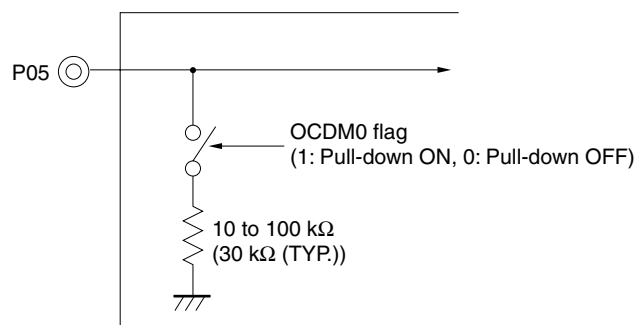 P05
OCDM0 flag
(1: Pull-down ON, 0: Pull-down OFF)
10 to 100 kΩ
(30 kΩ (TYP.))